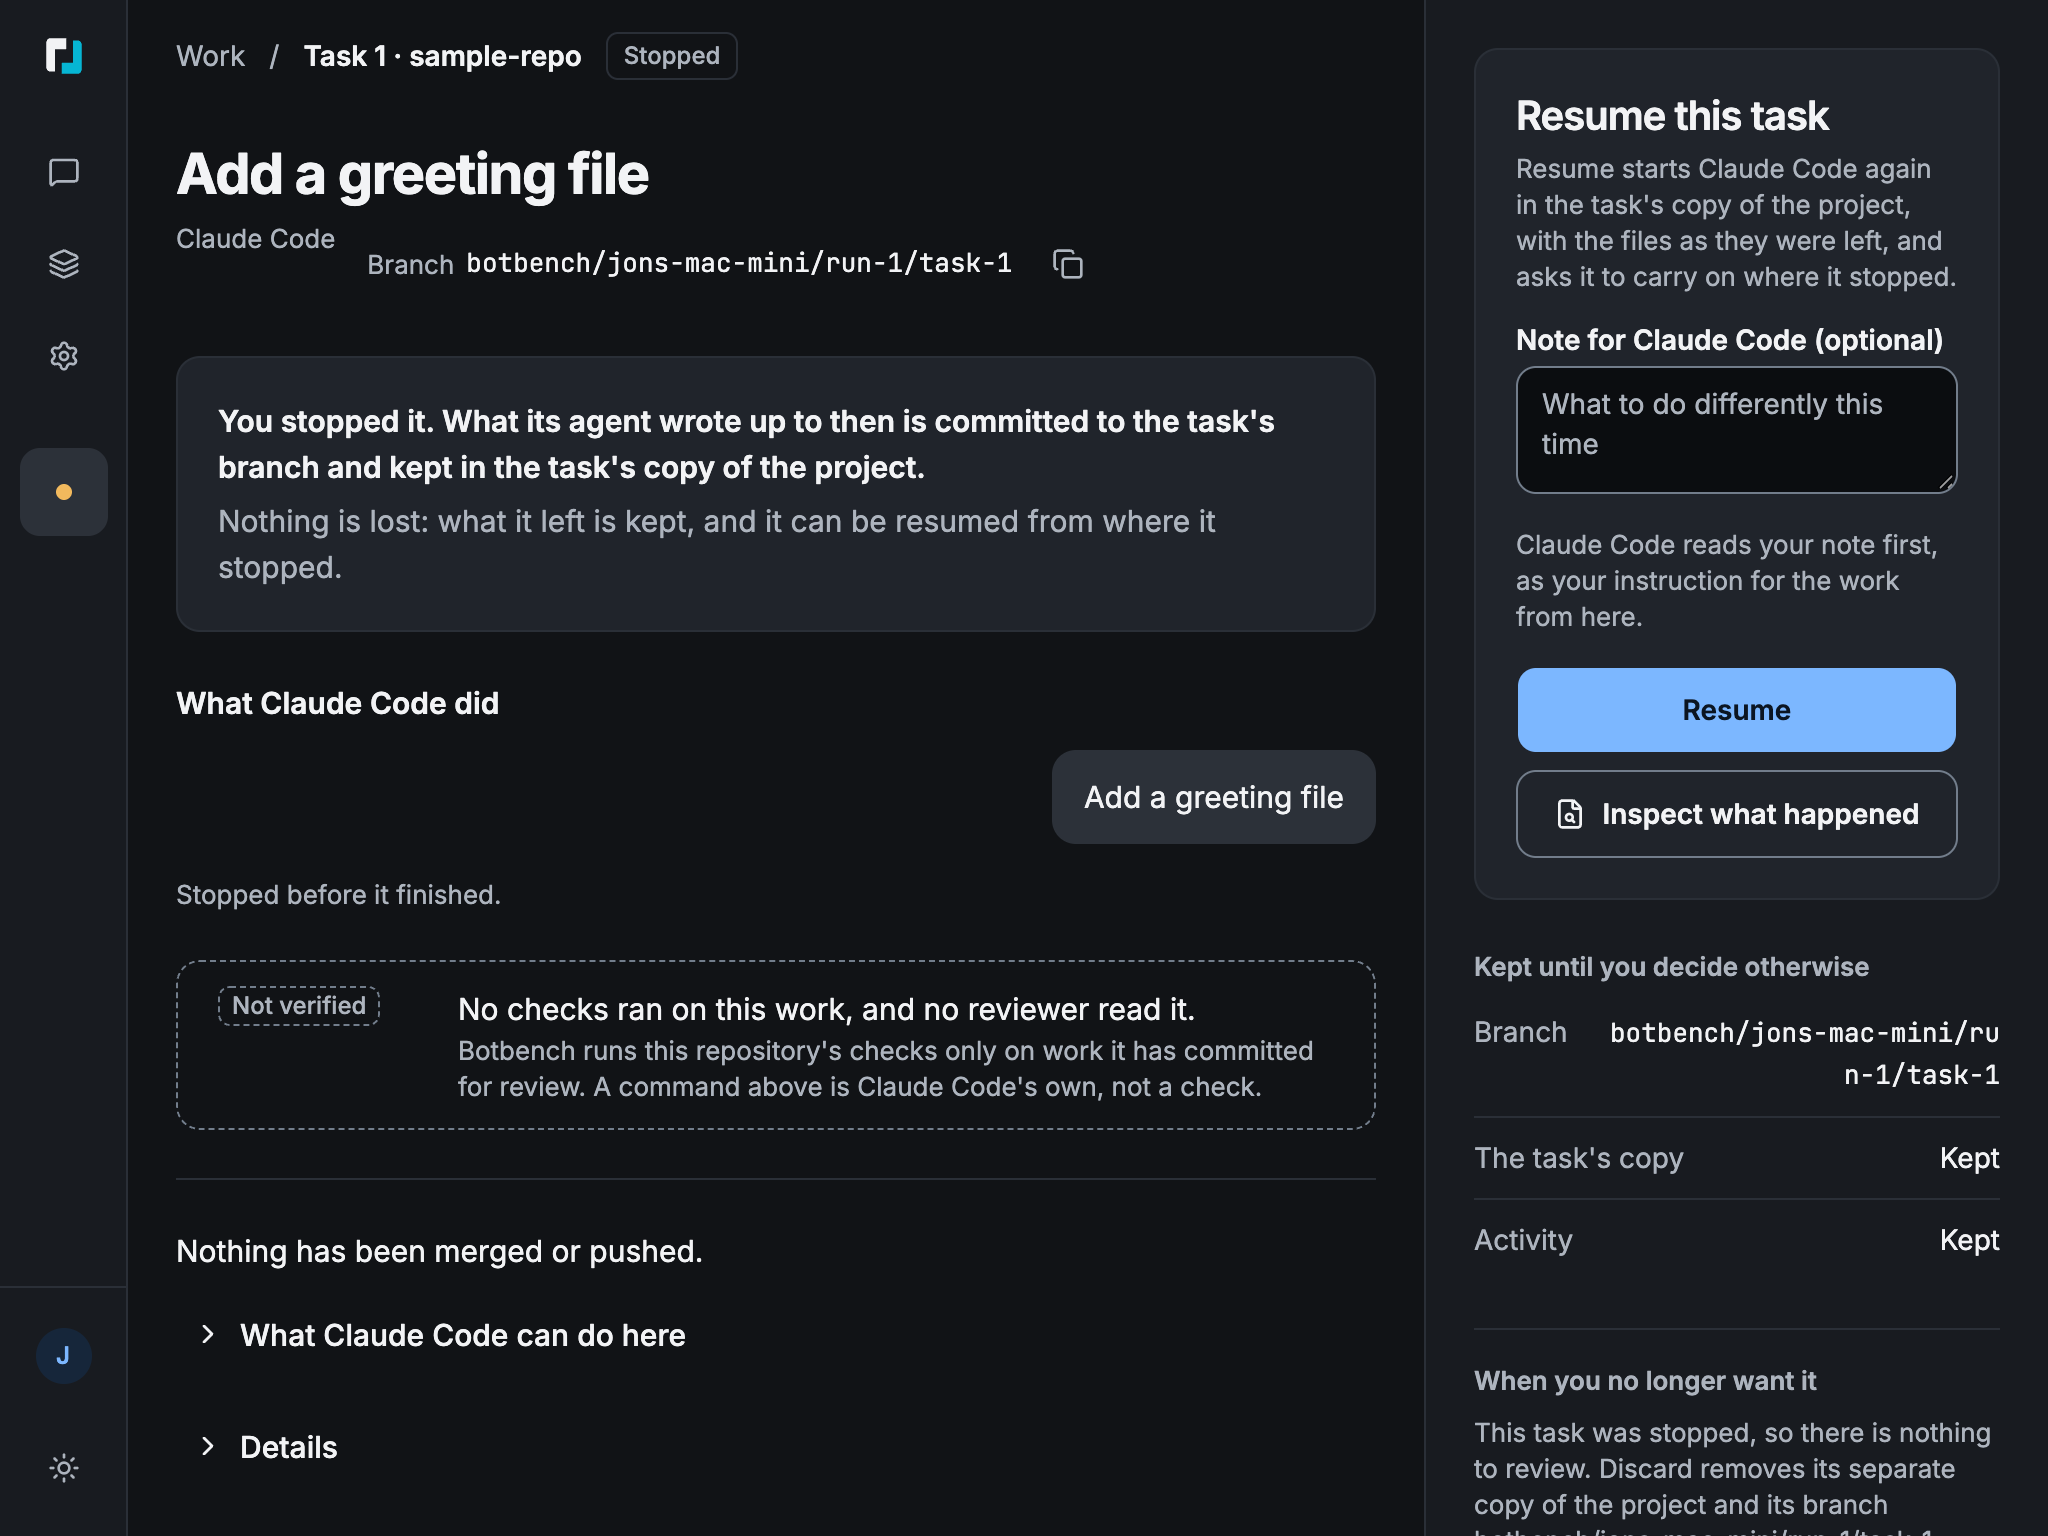 Work / Task 1 · sample-repo Stopped
Add a greeting file
Claude Code
Branch botbench/jons-mac-mini/run-1/task-1
You stopped it. What its agent wrote up to then is committed to the task's
branch and kept in the task's copy of the project.
Nothing is lost: what it left is kept, and it can be resumed from where it
stopped.
What Claude Code did
Add a greeting file
Stopped before it finished.
Not verified
No checks ran on this work, and no reviewer read it.
Botbench runs this repository's checks only on work it has committed
for review. A command above is Claude Code's own, not a check.
Nothing has been merged or pushed.
What Claude Code can do here
Details
J
Resume this task
Resume starts Claude Code again
in the task's copy of the project,
with the files as they were left, and
asks it to carry on where it stopped.
Note for Claude Code (optional)
What to do differently this
time
Claude Code reads your note first,
as your instruction for the work
from here.
Resume
Inspect what happened
Kept until you decide otherwise
Branch botbench/jons-mac-mini/ru
n-1/task-1
The task's copy Kept
Activity Kept
When you no longer want it
This task was stopped, so there is nothing
to review. Discard removes its separate
copy of the project and its branch